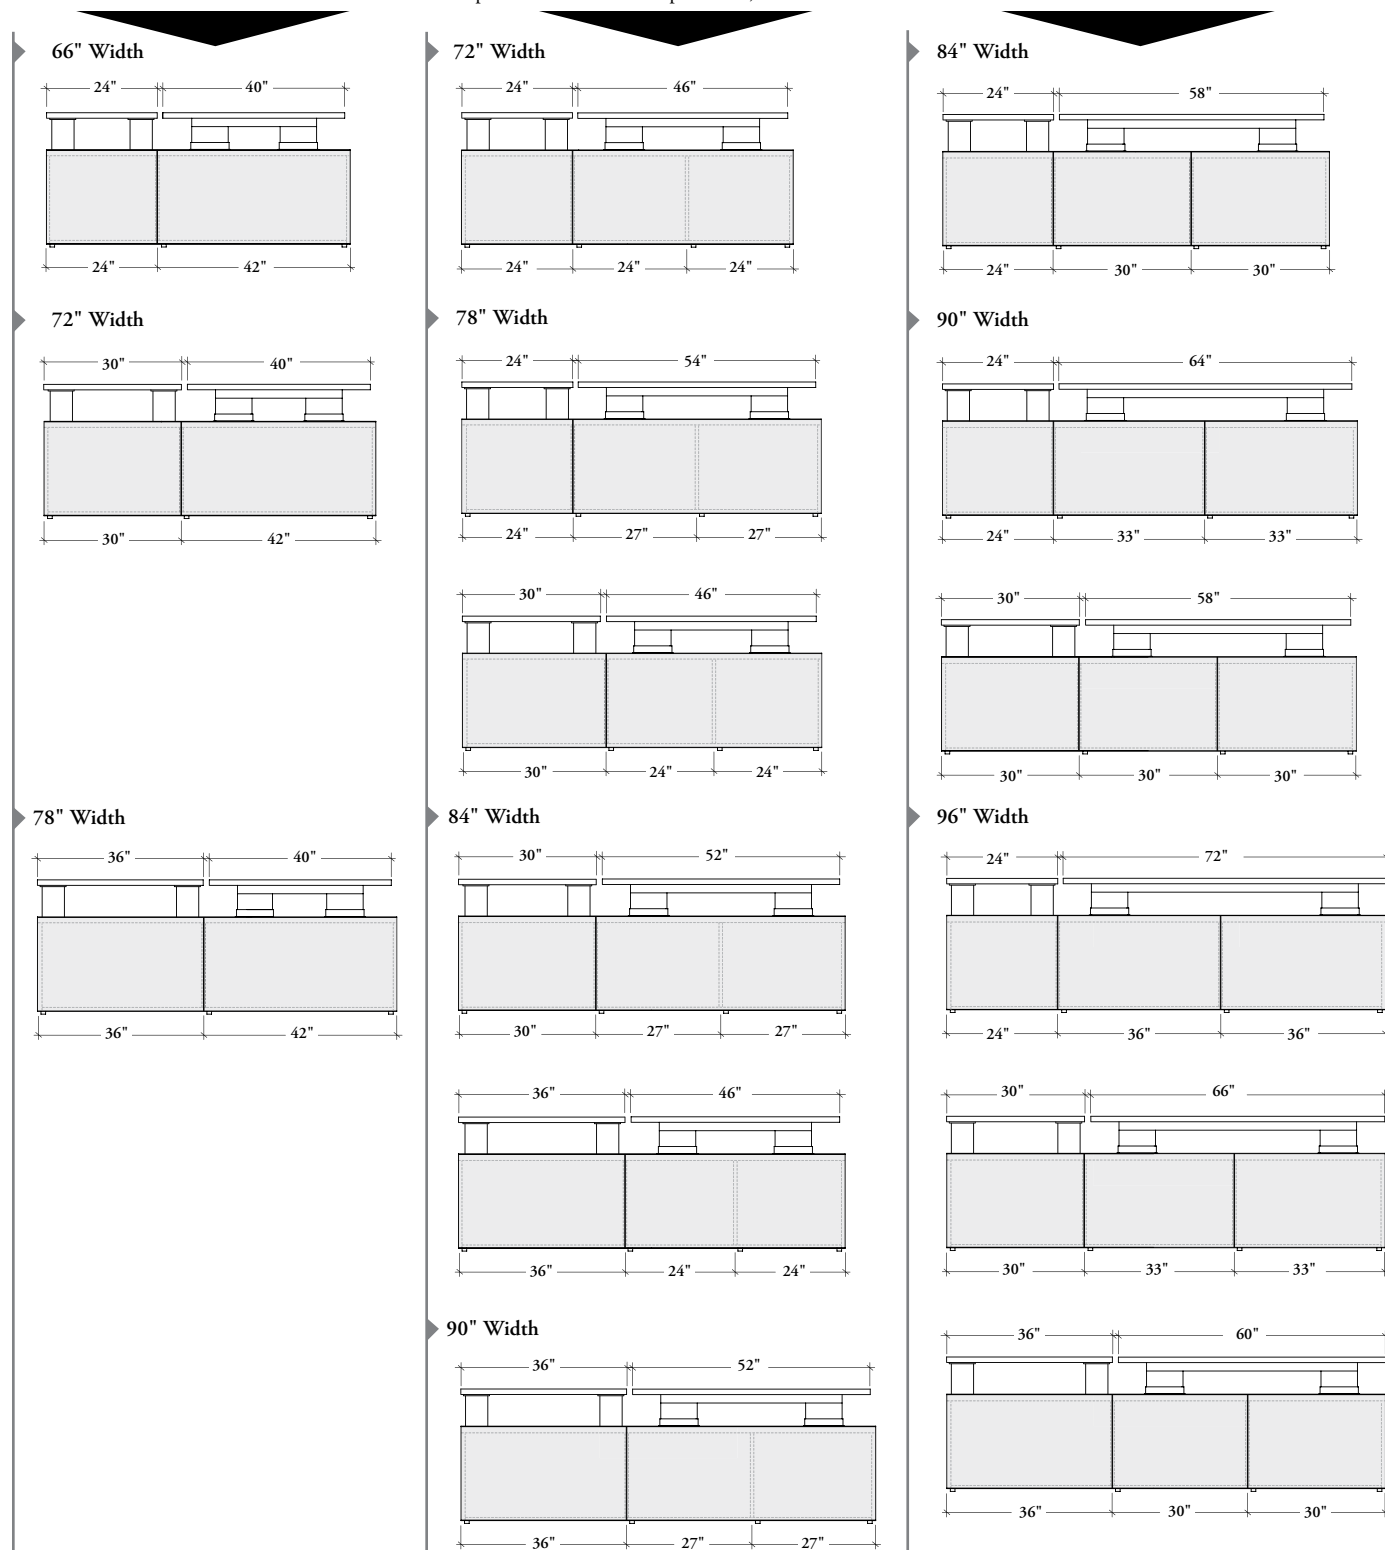 66" Width
24" 40"
24" 42"
72" Width
30" 40"
30" 42"
78" Width
36" 40"
36" 42"
72" Width
24" 46"
24" 24" 24"
78" Width
24" 54"
24" 27" 27"
30" 46"
30" 24" 24"
84" Width
30" 52"
30" 27" 27"
36" 46"
36" 24" 24"
90" Width
36" 52"
36" 27" 27"
84" Width
24" 58"
24" 30" 30"
90" Width
24" 64"
24" 33" 33"
30" 58"
30" 30" 30"
96" Width
24" 72"
24" 36" 36"
30" 66"
30" 33" 33"
36" 60"
36" 30" 30"